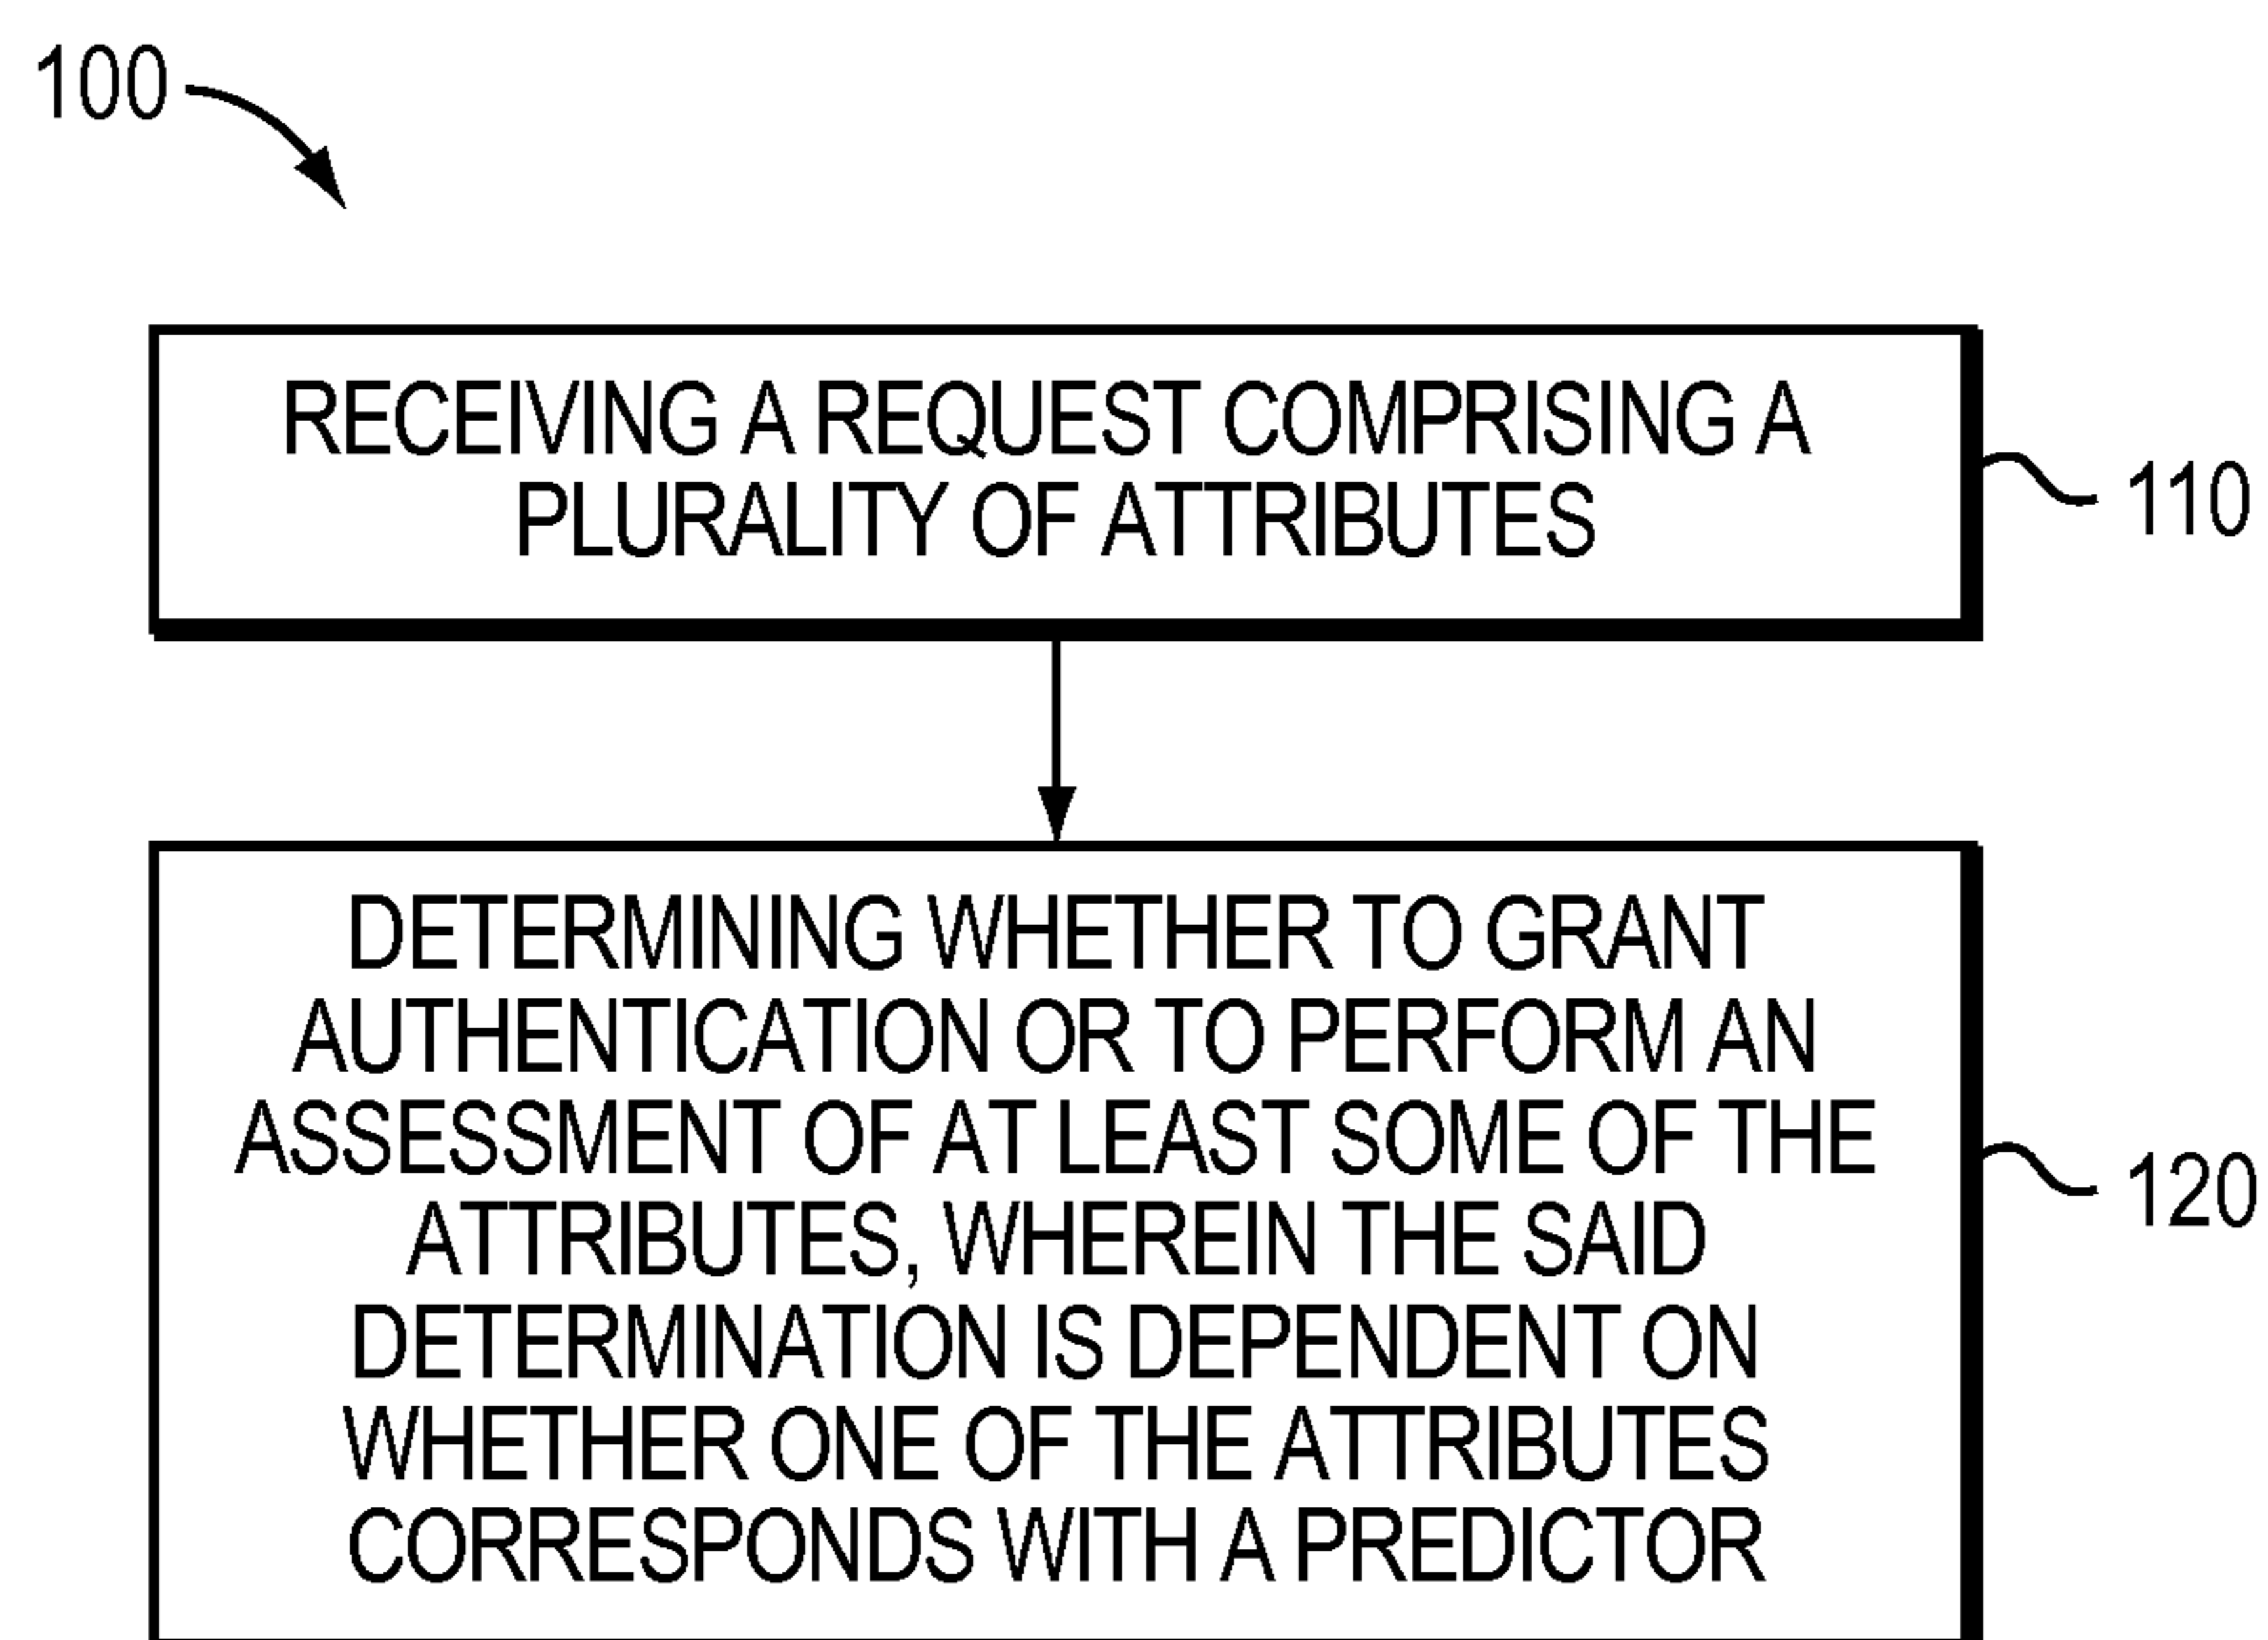 100
RECEIVING A REQUEST COMPRISING A
PLURALITY OF ATTRIBUTES
110
DETERMINING WHETHER TO GRANT
AUTHENTICATION OR TO PERFORM AN
ASSESSMENT OF AT LEAST SOME OF THE
ATTRIBUTES, WHEREIN THE SAID
DETERMINATION IS DEPENDENT ON
WHETHER ONE OF THE ATTRIBUTES
CORRESPONDS WITH A PREDICTOR
120